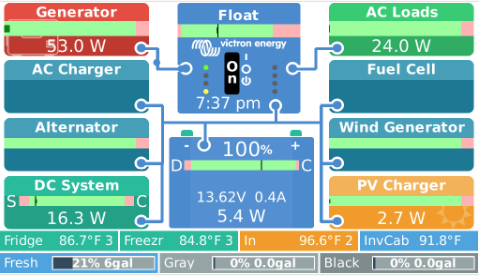 Generator
53.0 W
Float
victron energy
On
I
O
7:37 pm
AC Loads
24.0 W
AC Charger
Fuel Cell
Alternator
Wind Generator
- 100% +
D C
13.62V 0.4A
5.4 W
DC System
S C
16.3 W
PV Charger
2.7 W
Fridge 86.7°F 3 Freezr 84.8°F 3 In 96.6°F 2 InvCab 91.8°F
Fresh 21% 6gal Gray 0% 0.0gal Black 0% 0.0gal